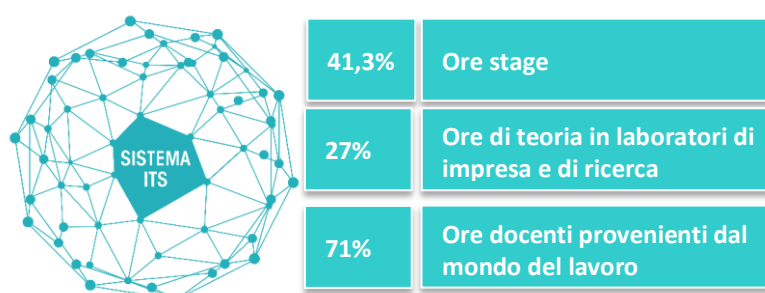 SISTEMA
ITS
41,3%
Ore stage
27%
Ore di teoria in laboratori di
impresa e di ricerca
71%
Ore docenti provenienti dal
mondo del lavoro